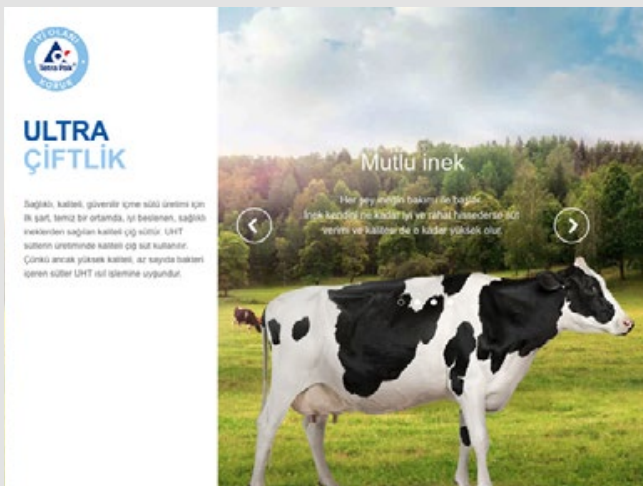 İYİ OLANI
Tetra Pak
KORUR
ULTRA
ÇİFTLİK
Sağlıklı, kaliteli, güvenilir içme sütü üretimi için
ilk şart, temiz bir ortamda, iyi beslenen, sağlıklı
ineklerden sağılan kaliteli çiğ süttür. UHT
sütlerin üretiminde kaliteli çiğ süt kullanılır.
Çünkü ancak yüksek kaliteli, az sayıda bakteri
içeren sütler UHT ısıl işlemine uygundur.
Mutlu inek
Her şey ineğin bakımı ile başlar.
İnek kendini ne kadar iyi ve rahat hissederse süt
verimi ve kalitesi de o kadar yüksek olur.